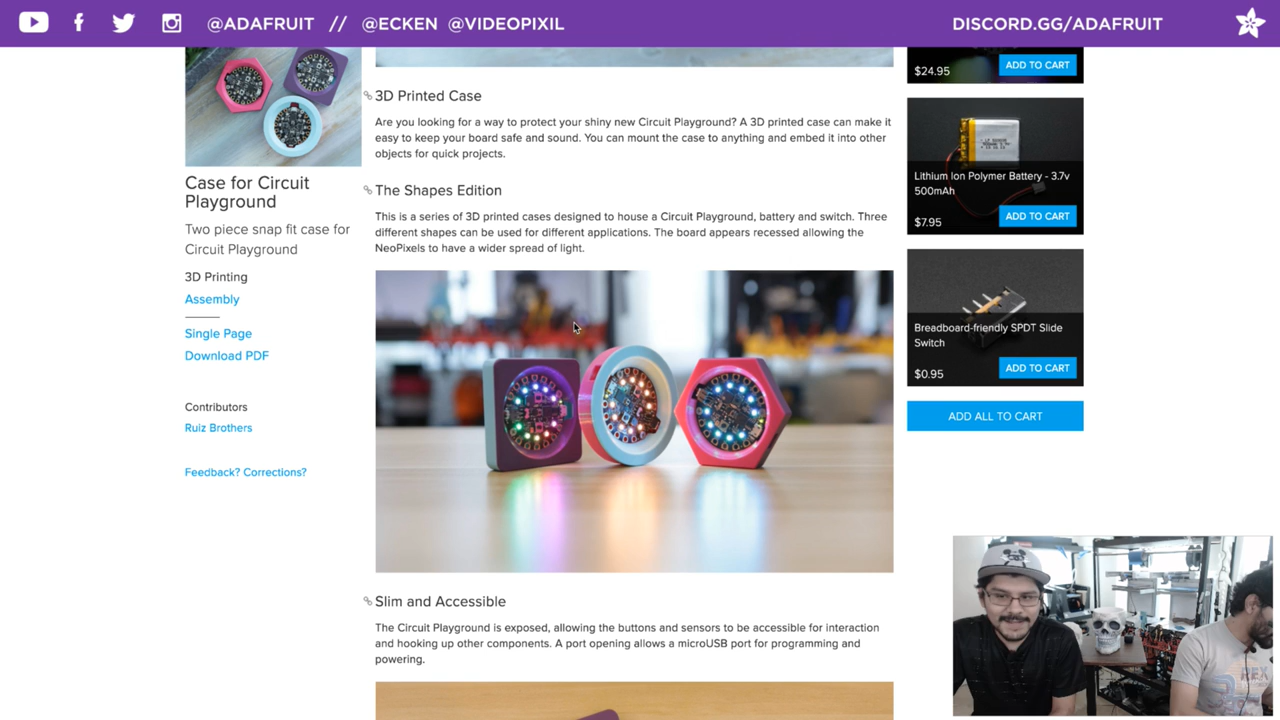 @ADAFRUIT // @ECKEN @VIDEOPIXIL
DISCORD.GG/ADAFRUIT
Case for Circuit
Playground
Two piece snap fit case for
Circuit Playground
3D Printing
Assembly
Single Page
Download PDF
Contributors
Ruiz Brothers
Feedback? Corrections?
3D Printed Case
Are you looking for a way to protect your shiny new Circuit Playground? A 3D printed case can make it
easy to keep your board safe and sound. You can mount the case to anything and embed it into other
objects for quick projects.
The Shapes Edition
This is a series of 3D printed cases designed to house a Circuit Playground, battery and switch. Three
different shapes can be used for different applications. The board appears recessed allowing the
NeoPixels to have a wider spread of light.
Slim and Accessible
The Circuit Playground is exposed, allowing the buttons and sensors to be accessible for interaction
and hooking up other components. A port opening allows a microUSB port for programming and
powering.
$24.95
ADD TO CART
Lithium Ion Polymer Battery - 3.7v
500mAh
$7.95
ADD TO CART
Breadboard-friendly SPDT Slide
Switch
$0.95
ADD TO CART
ADD ALL TO CART